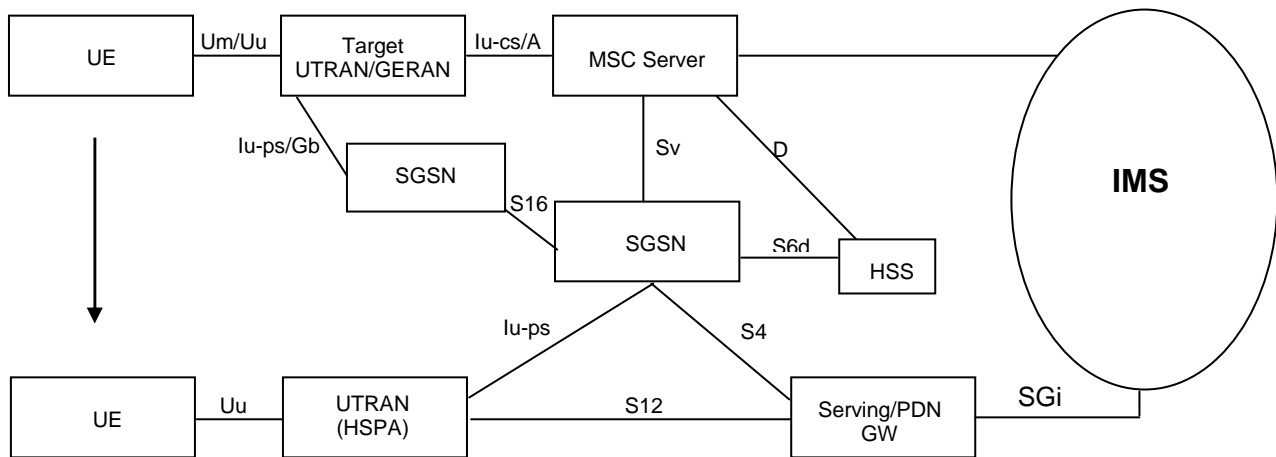 UE
Um/Uu
Target
UTRAN/GERAN
Iu-cs/A
MSC Server
Iu-ps/Gb
SGSN
S16
Sv
D
IMS
SGSN
S6d
HSS
Iu-ps
S4
UE
Uu
UTRAN
(HSPA)
S12
Serving/PDN
GW
SGi